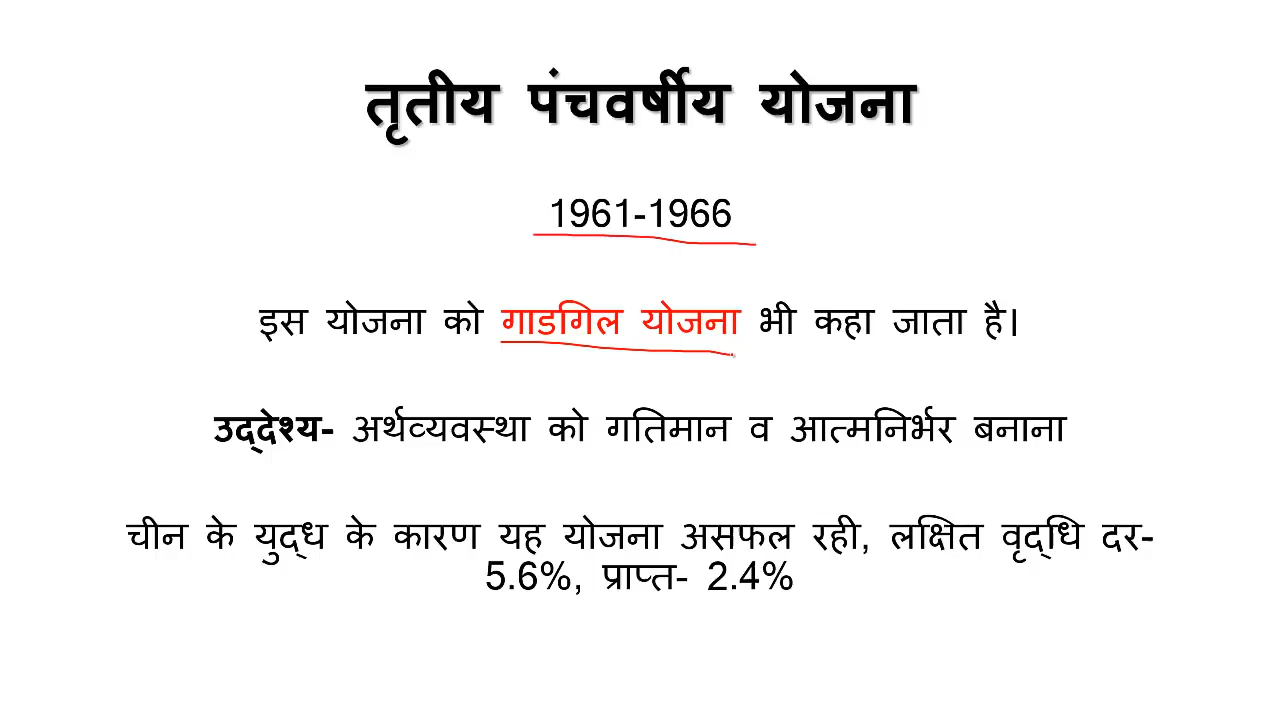 तृतीय पंचवर्षीय योजना
1961-1966
इस योजना को गाडगिल योजना भी कहा जाता है।
उद्देश्य- अर्थव्यवस्था को गतिमान व आत्मनिर्भर बनाना
चीन के युद्ध के कारण यह योजना असफल रही, लक्षित वृद्धि दर-
5.6%, प्राप्त- 2.4%